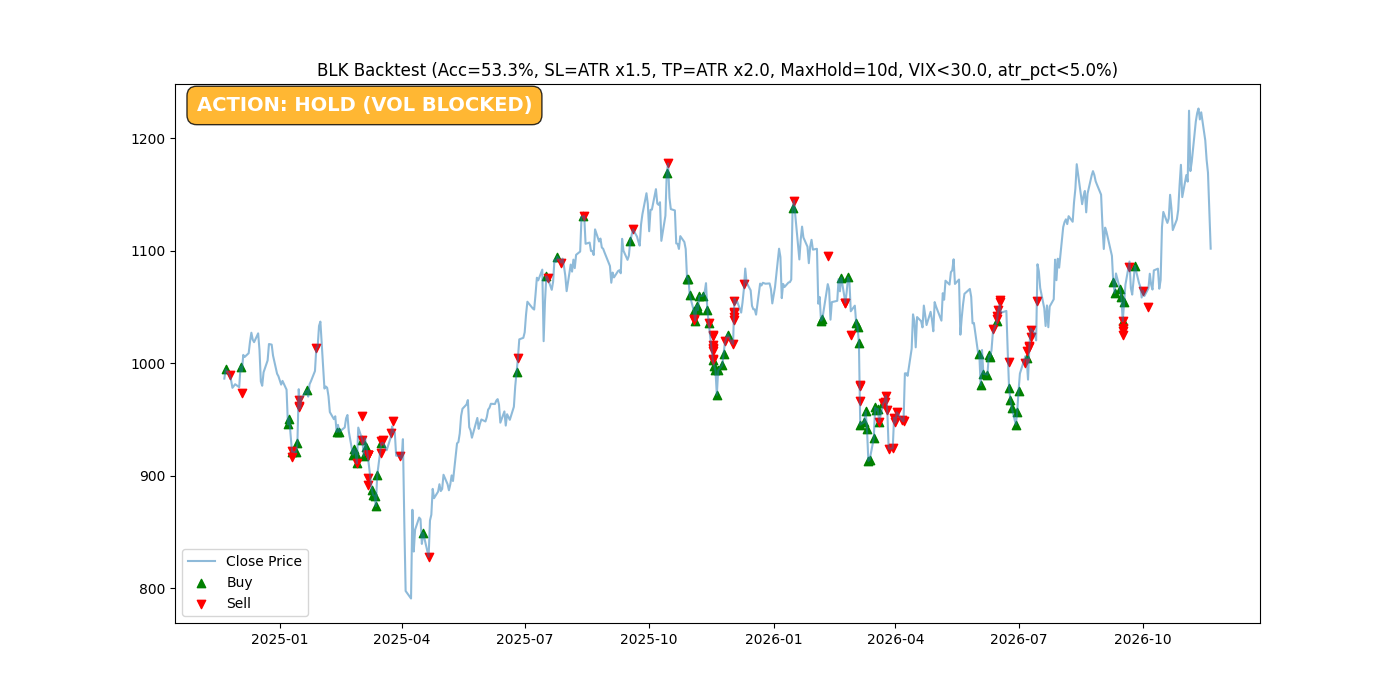 BLK Backtest (Acc=53.3%, SL=ATR x1.5, TP=ATR x2.0, MaxHold=10d, VIX<30.0, atr_pct<5.0%)
ACTION: HOLD (VOL BLOCKED)
1200
1100
1000
900
800
Close Price
Buy
Sell
2025-01 2025-04 2025-07 2025-10 2026-01 2026-04 2026-07 2026-10